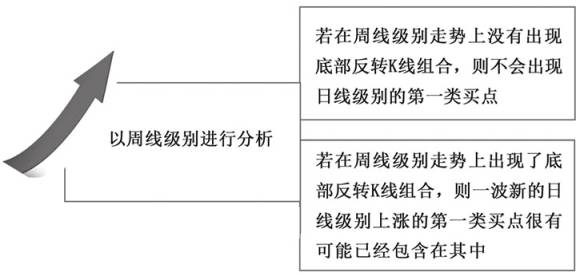 以周线级别进行分析
若在周线级别走势上没有出现
底部反转K线组合，则不会出现
日线级别的第一类买点
若在周线级别走势上出现了底
部反转K线组合，则一波新的日
线级别上涨的第一类买点很有
可能已经包含在其中